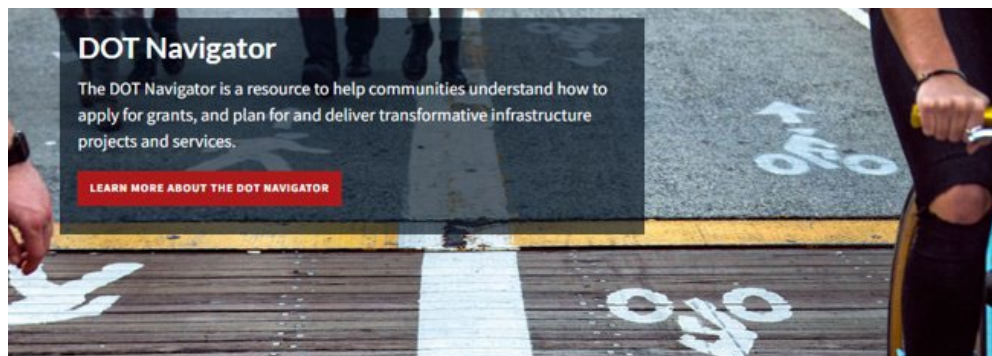 DOT Navigator
The DOT Navigator is a resource to help communities understand how to
apply for grants, and plan for and deliver transformative infrastructure
projects and services.
LEARN MORE ABOUT THE DOT NAVIGATOR